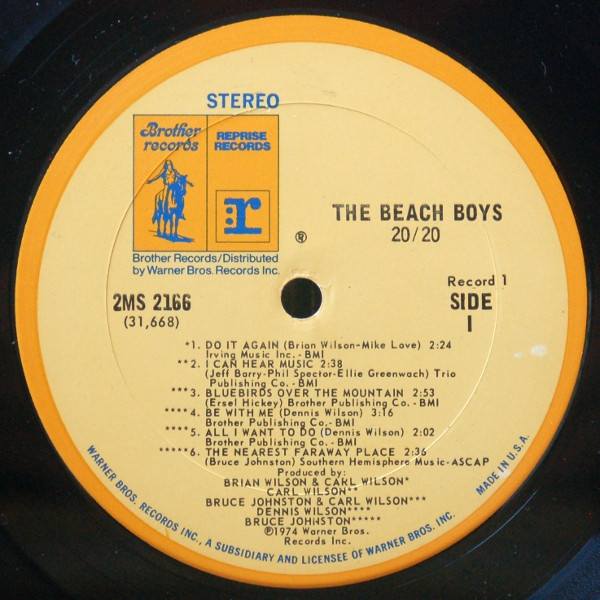 STEREO
Brother records
REPRISE RECORDS
r
®
THE BEACH BOYS
20/20
Brother Records/Distributed
by Warner Bros. Records Inc.
2MS 2166
(31,668)
Record 1
SIDE
1
*1. DO IT AGAIN (Brian Wilson-Mike Love) 2:24
Irving Music Inc.-BMI
**2. I CAN HEAR MUSIC 2:38
(Jeff Barry-Phil Spector-Ellie Greenwach) Trio
Publishing Co.-BMI
***3. BLUEBIRDS OVER THE MOUNTAIN 2:53
(Ersel Hickey) Brother Publishing Co.-BMI
****4. BE WITH ME (Dennis Wilson) 3:16
Brother Publishing Co.-BMI
****5. ALL I WANT TO DO (Dennis Wilson) 2:02
Brother Publishing Co.-BMI
*****6. THE NEAREST FARAWAY PLACE 2:36
(Bruce Johnston) Southern Hemisphere Music-ASCAP
Produced by:
BRIAN WILSON & CARL WILSON*
CARL WILSON**
BRUCE JOHNSTON & CARL WILSON***
DENNIS WILSON****
BRUCE JOHNSTON*****
℗1974 Warner Bros.
Records Inc.
WARNER BROS. RECORDS INC., A SUBSIDIARY AND LICENSEE OF WARNER BROS. INC.
MADE IN U.S.A.